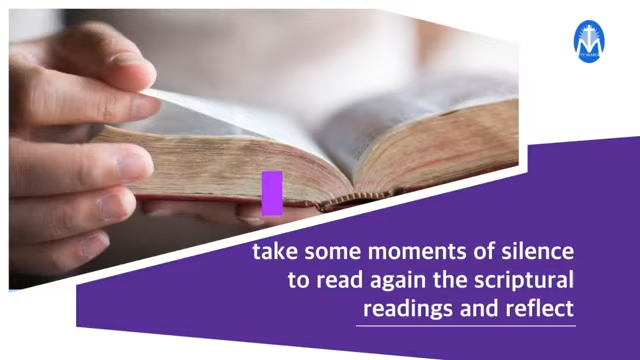 take some moments of silence
to read again the scriptural
readings and reflect